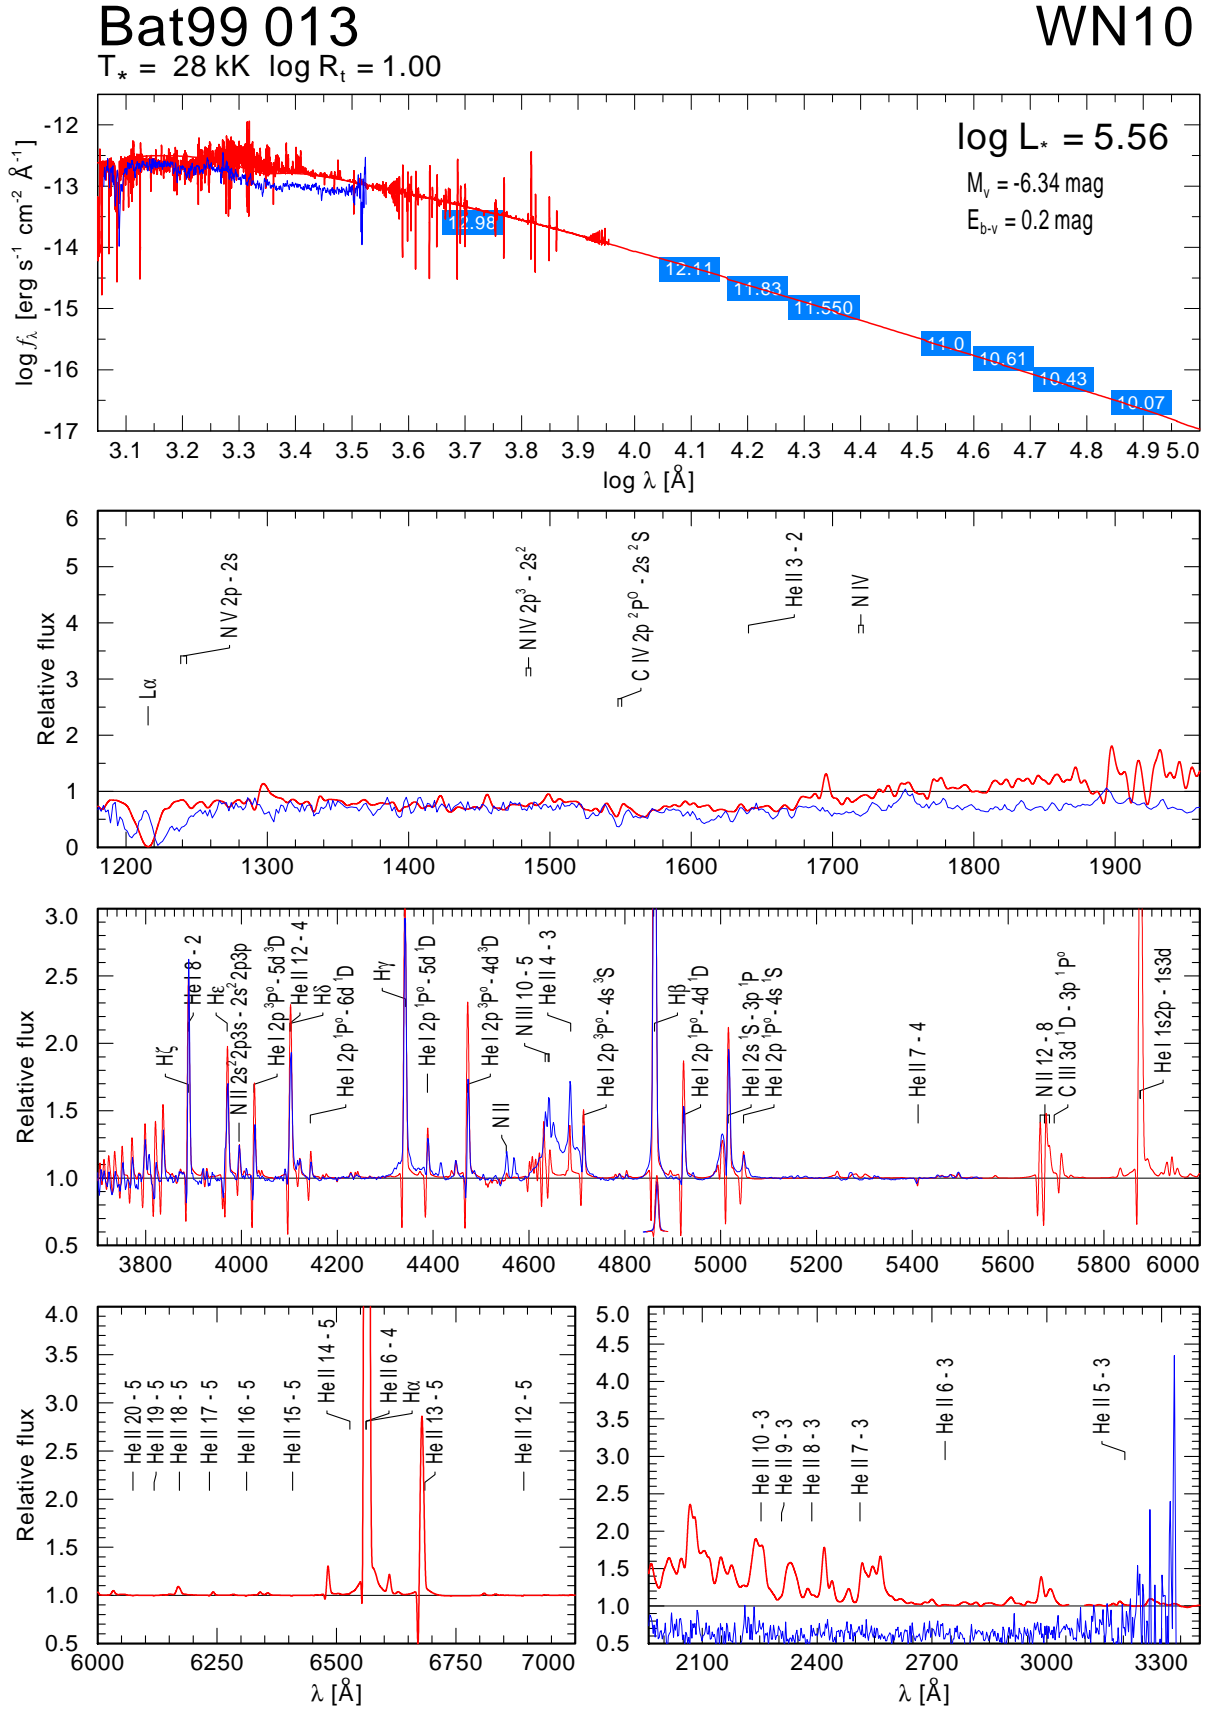 Bat99 013
WN10
T* = 28 kK log Rt = 1.00
log L* = 5.56
Mv = -6.34 mag
Eb-v = 0.2 mag
log fλ [erg s-1 cm-2 Å-1]
-12
-13
-14
-15
-16
-17
12.98
12.11
11.83
11.550
11.0
10.61
10.43
10.07
3.1 3.2 3.3 3.4 3.5 3.6 3.7 3.8 3.9 4.0 4.1 4.2 4.3 4.4 4.5 4.6 4.7 4.8 4.9 5.0
log λ [Å]
Relative flux
6
5
4
3
2
1
0
Lα
N V 2p - 2s
N IV 2p3 - 2s2
C IV 2p 2P0 - 2s 2S
He II 3 - 2
N IV
1200 1300 1400 1500 1600 1700 1800 1900
Relative flux
3.0
2.5
2.0
1.5
1.0
0.5
Hζ
He I 8 - 2
Hε
N II 2s2 2p3s - 2s2 2p3p
He I 2p 3P0 - 5d 3D
He II 12 - 4
Hδ
He I 2p 1P0 - 6d 1D
Hγ
He I 2p 1P0 - 5d 1D
He I 2p 3P0 - 4d 3D
N II
N III 10 - 5
He II 4 - 3
He I 2p 3P0 - 4s 3S
Hβ
He I 2p 1P0 - 4d 1D
He I 2s 1S - 3p 1P
He I 2p 1P0 - 4s 1S
He II 7 - 4
N II 12 - 8
C III 3d 1D - 3p 1P0
He I 1s2p - 1s3d
3800 4000 4200 4400 4600 4800 5000 5200 5400 5600 5800 6000
Relative flux
4.0
3.5
3.0
2.5
2.0
1.5
1.0
0.5
He II 20 - 5
He II 19 - 5
He II 18 - 5
He II 17 - 5
He II 16 - 5
He II 15 - 5
He II 14 - 5
He II 6 - 4
Hα
He II 13 - 5
He II 12 - 5
6000 6250 6500 6750 7000
λ [Å]
5.0
4.5
4.0
3.5
3.0
2.5
2.0
1.5
1.0
0.5
He II 10 - 3
He II 9 - 3
He II 8 - 3
He II 7 - 3
He II 6 - 3
He II 5 - 3
2100 2400 2700 3000 3300
λ [Å]